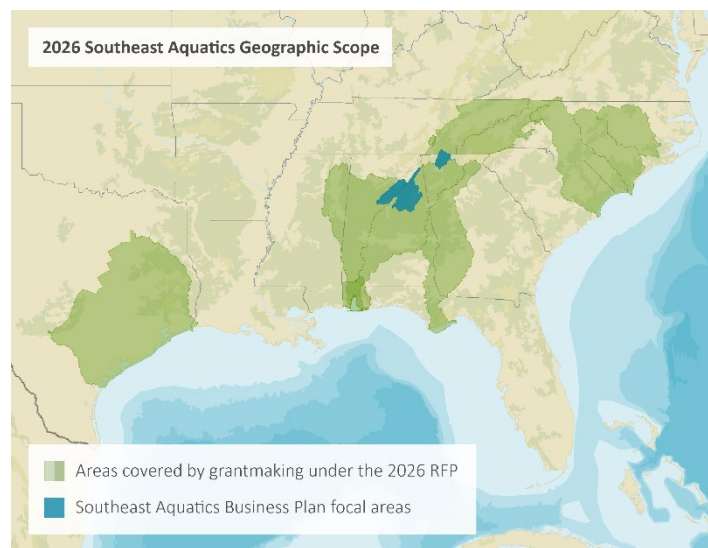 2026 Southeast Aquatics Geographic Scope
Areas covered by grantmaking under the 2026 RFP
Southeast Aquatics Business Plan focal areas